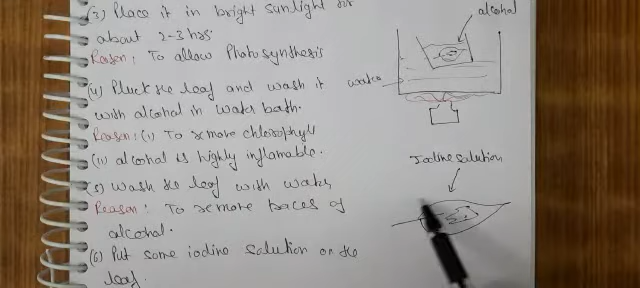 (3) Place it in bright sunlight for
about 2-3 hrs.
Reason: To allow Photosynthesis
(4) Pluck the leaf and wash it
with alcohol in water bath.
Reason: (i) To remove chlorophyll
(ii) alcohol is highly inflamable.
(5) Wash the leaf with water,
Reason: To remove traces of
alcohol.
(6) Put some iodine solution on the
leaf.
alcohol
water
Iodine solution